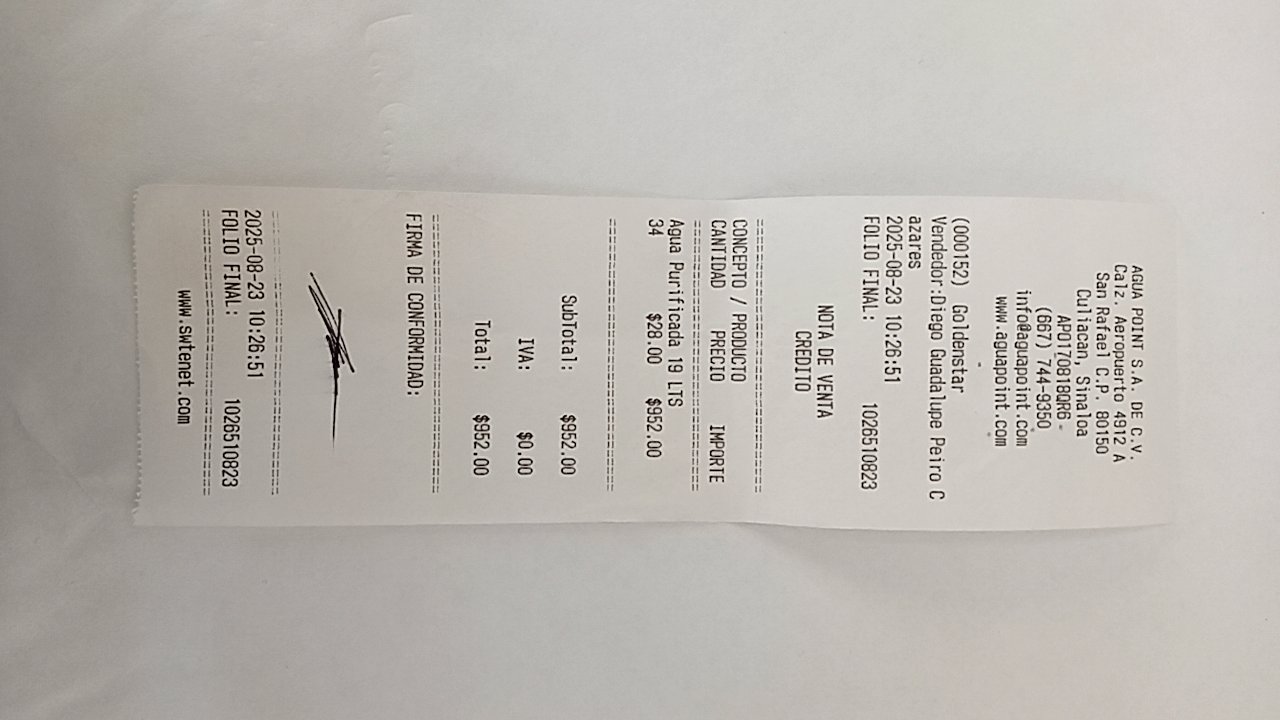 AGUA POINT S.A. DE C.V.
Calz. Aeropuerto 4912 A
San Rafael C.P. 80150
Culiacan, Sinaloa
APO170818QR6
(667) 744-9350
info@aguapoint.com
www.aguapoint.com
(000152) Goldenstar
Vendedor:Diego Guadalupe Peiro C
azares
2025-08-23 10:26:51
FOLIO FINAL: 1026510823
NOTA DE VENTA
CREDITO
CONCEPTO / PRODUCTO
CANTIDAD PRECIO IMPORTE
Agua Purificada 19 LTS
34 $28.00 $952.00
SubTotal: $952.00
IVA: $0.00
Total: $952.00
FIRMA DE CONFORMIDAD:
2025-08-23 10:26:51
FOLIO FINAL: 1026510823
www.swtenet.com